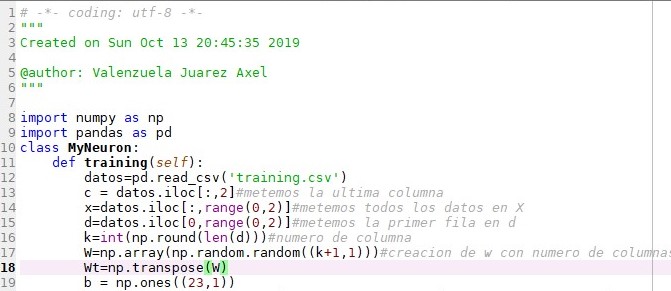 1 # -*- coding: utf-8 -*-
2 """
3 Created on Sun Oct 13 20:45:35 2019
4
5 @author: Valenzuela Juarez Axel
6 """
7
8 import numpy as np
9 import pandas as pd
10 class MyNeuron:
11     def training(self):
12         datos=pd.read_csv('training.csv')
13         c = datos.iloc[:,2]#metemos la ultima columna
14         x=datos.iloc[:,range(0,2)]#metemos todos los datos en X
15         d=datos.iloc[0,range(0,2)]#metemos la primer fila en d
16         k=int(np.round(len(d)))#numero de columna
17         W=np.array(np.random.random((k+1,1)))#creacion de w con numero de columnas
18         Wt=np.transpose(W)
19         b = np.ones((23,1))